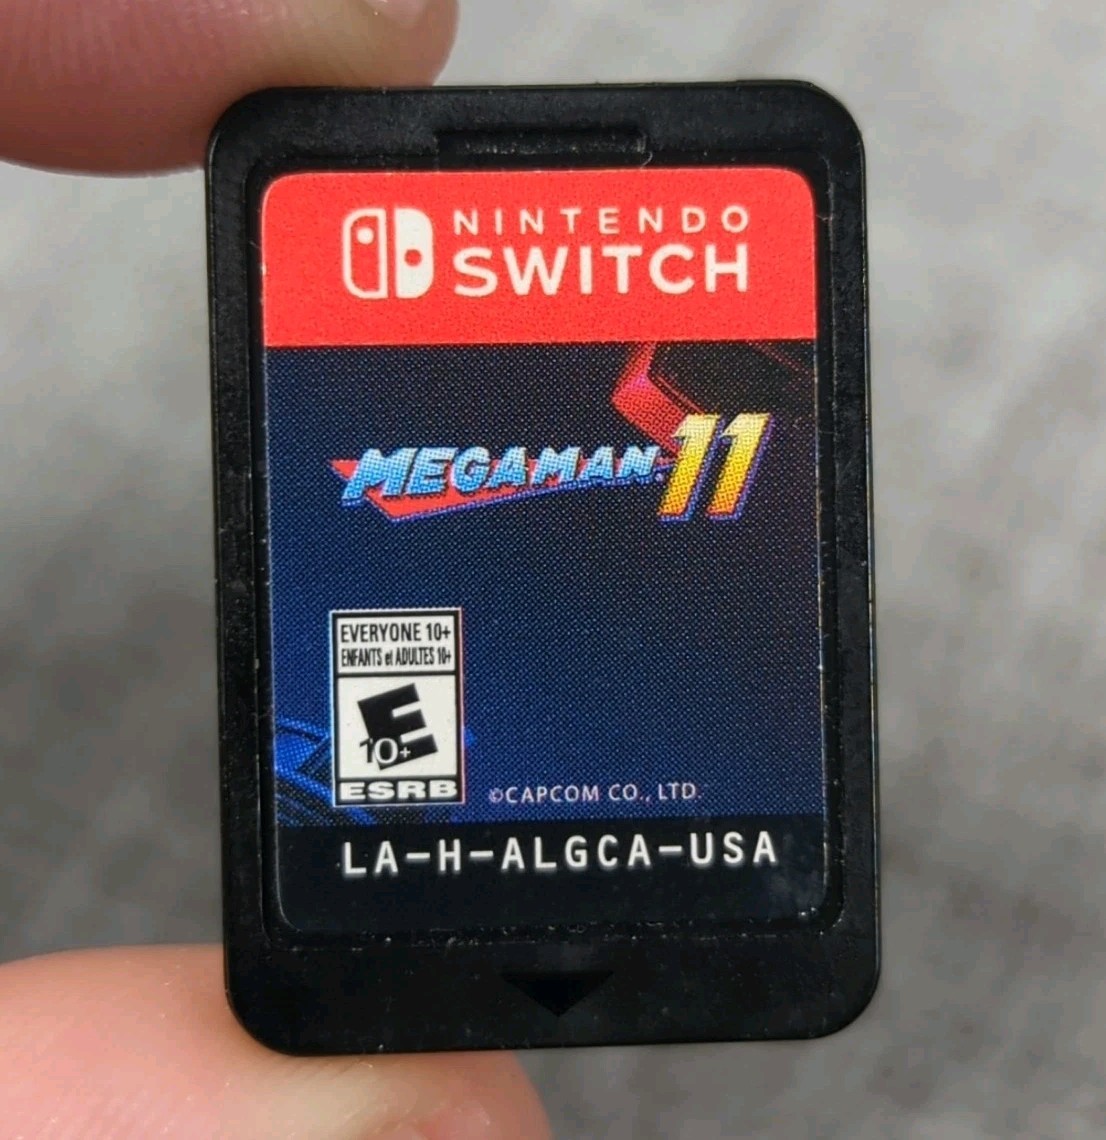 NINTENDO
SWITCH
MEGAMAN 11
EVERYONE 10+
ENFANTS et ADULTES 10+
E
10+
ESRB
©CAPCOM CO., LTD.
LA-H-ALGCA-USA